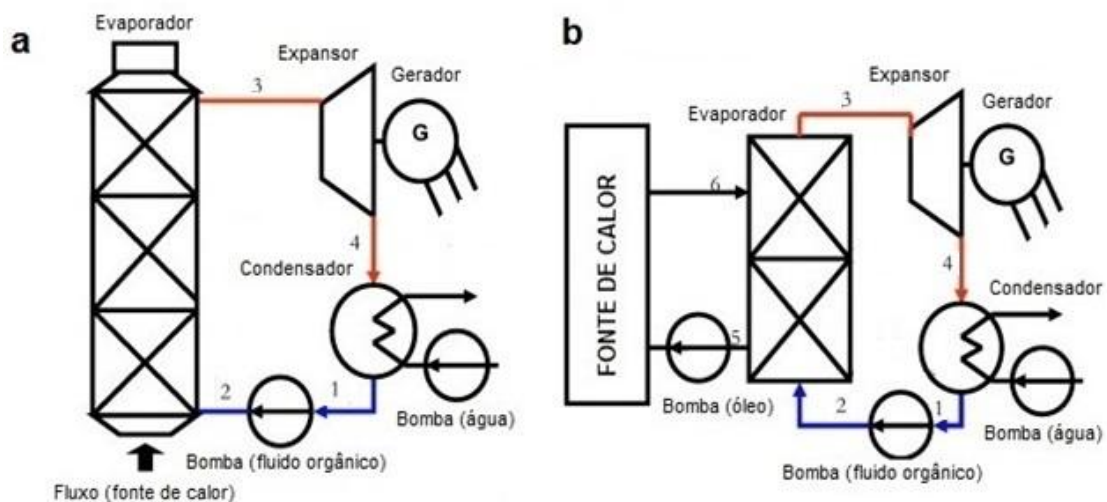 a
Evaporador
Expansor
Gerador
3
G
4
Condensador
2
1
Bomba (água)
Bomba (fluido orgânico)
Fluxo (fonte de calor)
b
Expansor
Gerador
3
Evaporador
G
6
FONTE DE CALOR
4
Condensador
5
Bomba (óleo)
2
1
Bomba (água)
Bomba (fluido orgânico)